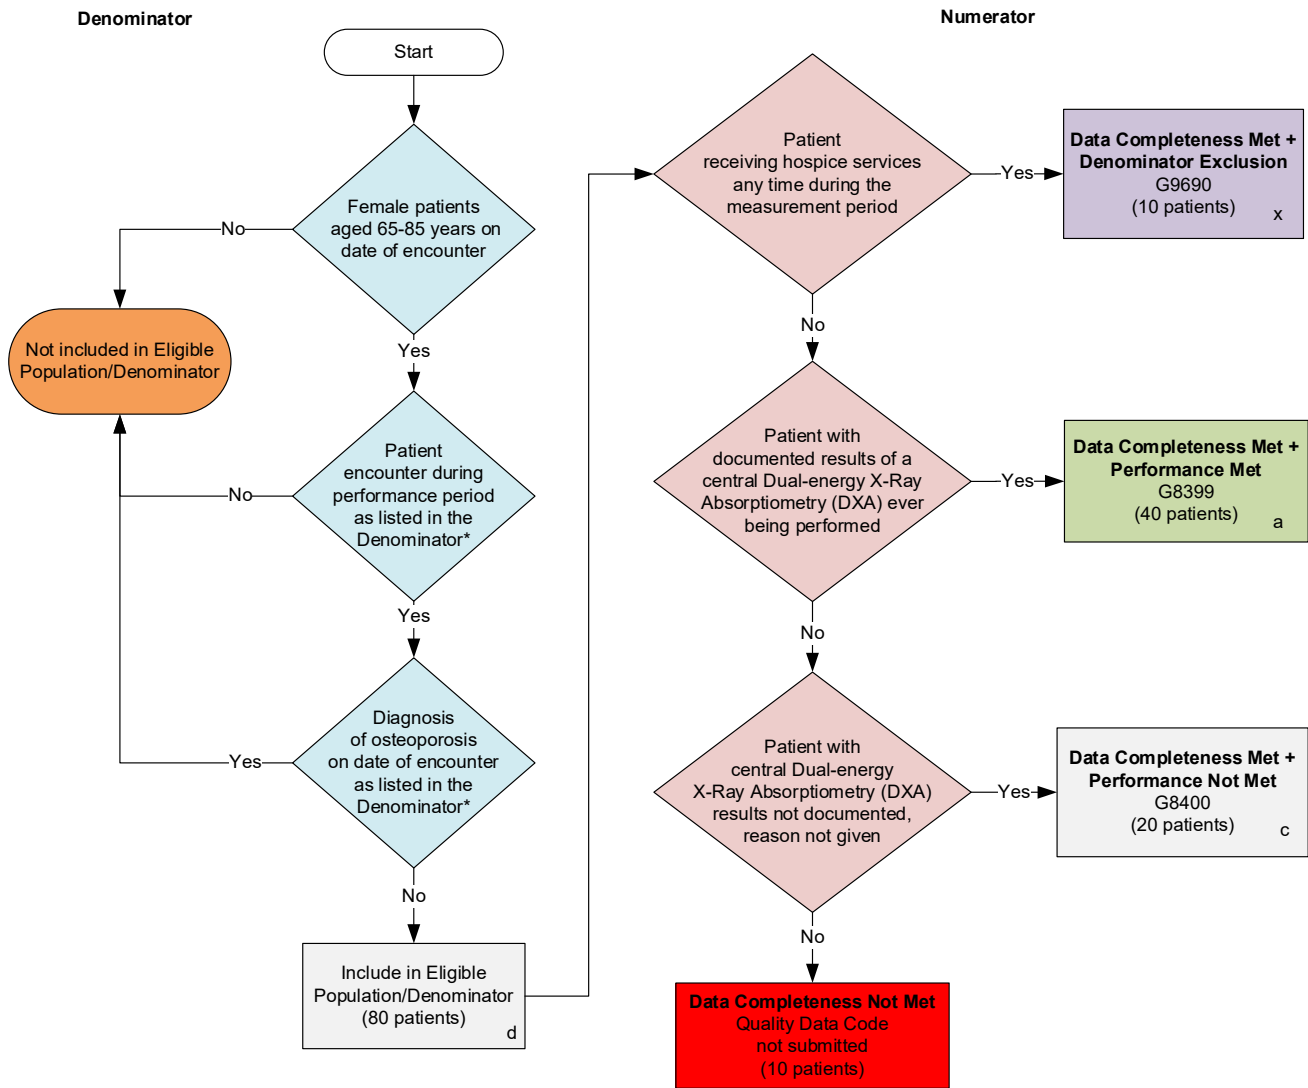 Denominator
Start
Female patients
aged 65-85 years on
date of encounter
No
Not included in Eligible
Population/Denominator
Yes
Patient
encounter during
performance period
as listed in the
Denominator*
No
Yes
Diagnosis
of osteoporosis
on date of encounter
as listed in the
Denominator*
Yes
No
Include in Eligible
Population/Denominator
(80 patients)
d
Numerator
Patient
receiving hospice services
any time during the
measurement period
Yes
Data Completeness Met +
Denominator Exclusion
G9690
(10 patients)
x
No
Patient with
documented results of a
central Dual-energy X-Ray
Absorptiometry (DXA) ever
being performed
Yes
Data Completeness Met +
Performance Met
G8399
(40 patients)
a
No
Patient with
central Dual-energy
X-Ray Absorptiometry (DXA)
results not documented,
reason not given
Yes
Data Completeness Met +
Performance Not Met
G8400
(20 patients)
c
No
Data Completeness Not Met
Quality Data Code
not submitted
(10 patients)